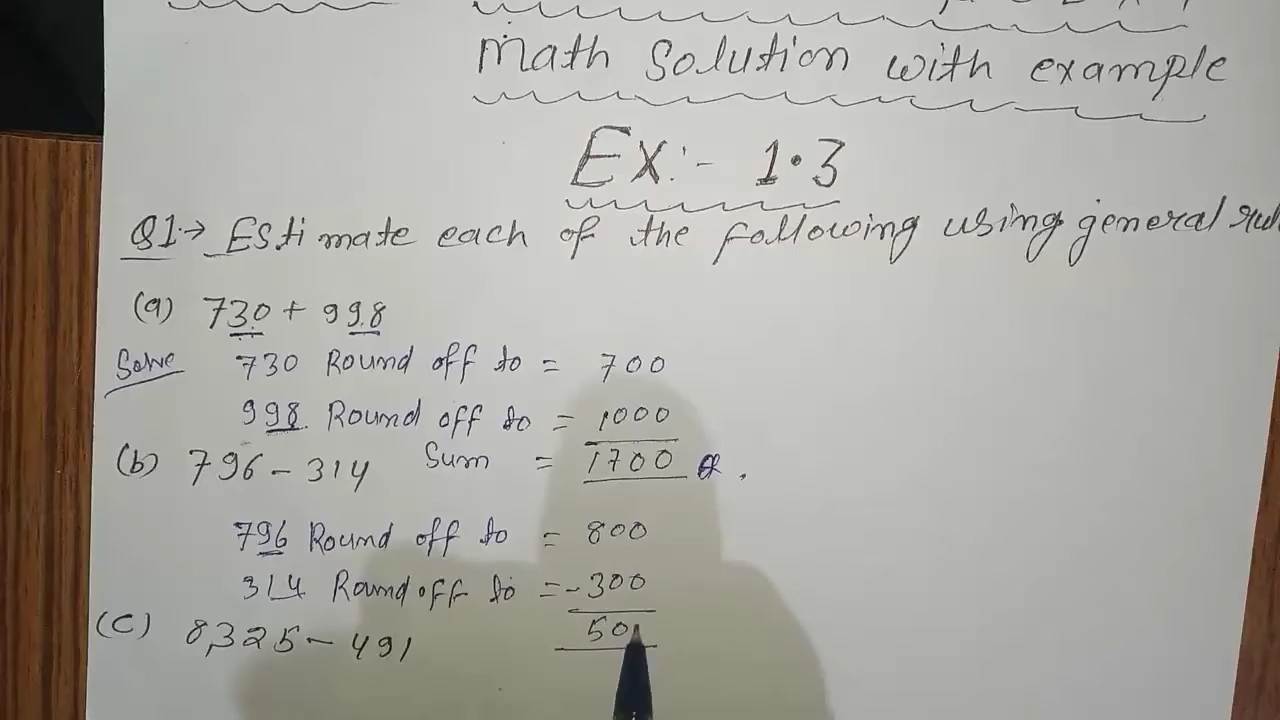 Math Solution with example
Ex:- 1.3
Q1→ Estimate each of the following using general
(a) 730 + 998
Solve 730 Round off to = 700
998 Round off to = 1000
(b) 796 - 314 Sum = 1700
796 Round off to = 800
314 Round off to = - 300
(C) 8,325 - 491 50